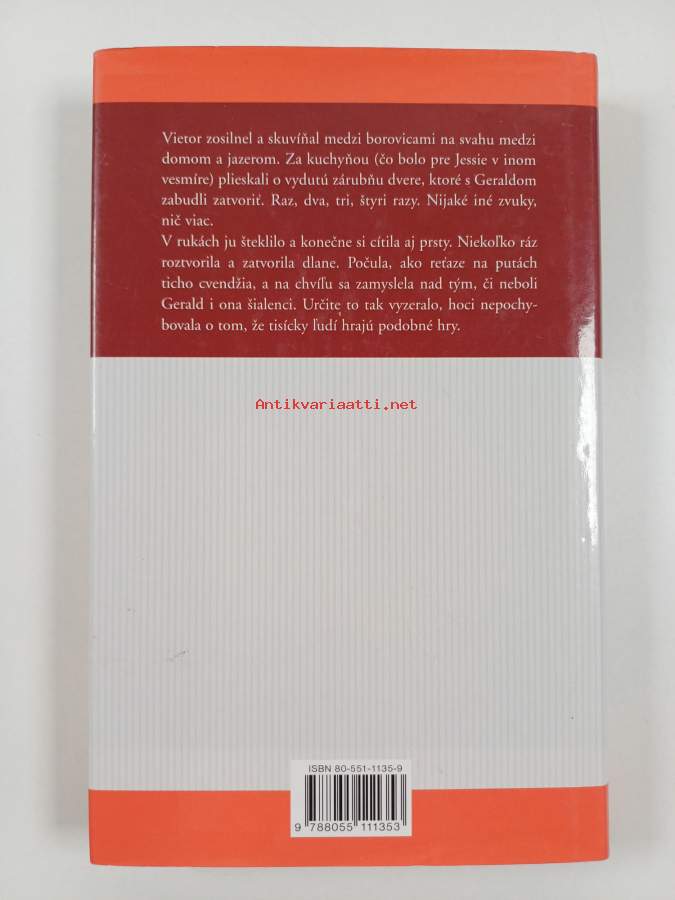 Vietor zosilnel a skuvíňal medzi borovicami na svahu medzi
domom a jazerom. Za kuchyňou (čo bolo pre Jessie v inom
vesmíre) plieskali o vydutú zárubňu dvere, ktoré s Geraldom
zabudli zatvoriť. Raz, dva, tri, štyri razy. Nijaké iné zvuky,
nič viac.
V rukách ju šteklilo a konečne si cítila aj prsty. Niekoľko ráz
roztvorila a zatvorila dlane. Počula, ako reťaze na putách
ticho cvendžia, a na chvíľu sa zamyslela nad tým, či neboli
Gerald i ona šialenci. Určite to tak vyzeralo, hoci nepochy-
bovala o tom, že tisícky ľudí hrajú podobné hry.
Antikvariaatti.net
ISBN 80-551-1135-9
9 788055 111353